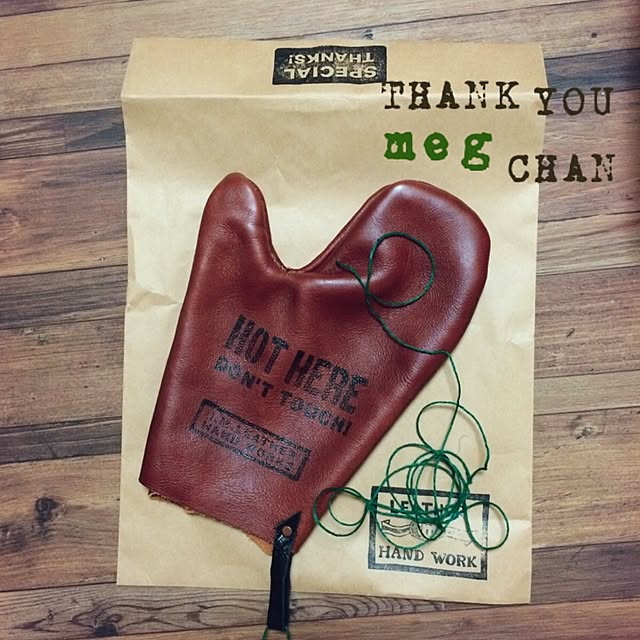 SPECIAL
THANKS!
THANK YOU
meg
CHAN
HOT HERE
DON'T TOUCH!
HAND WORK